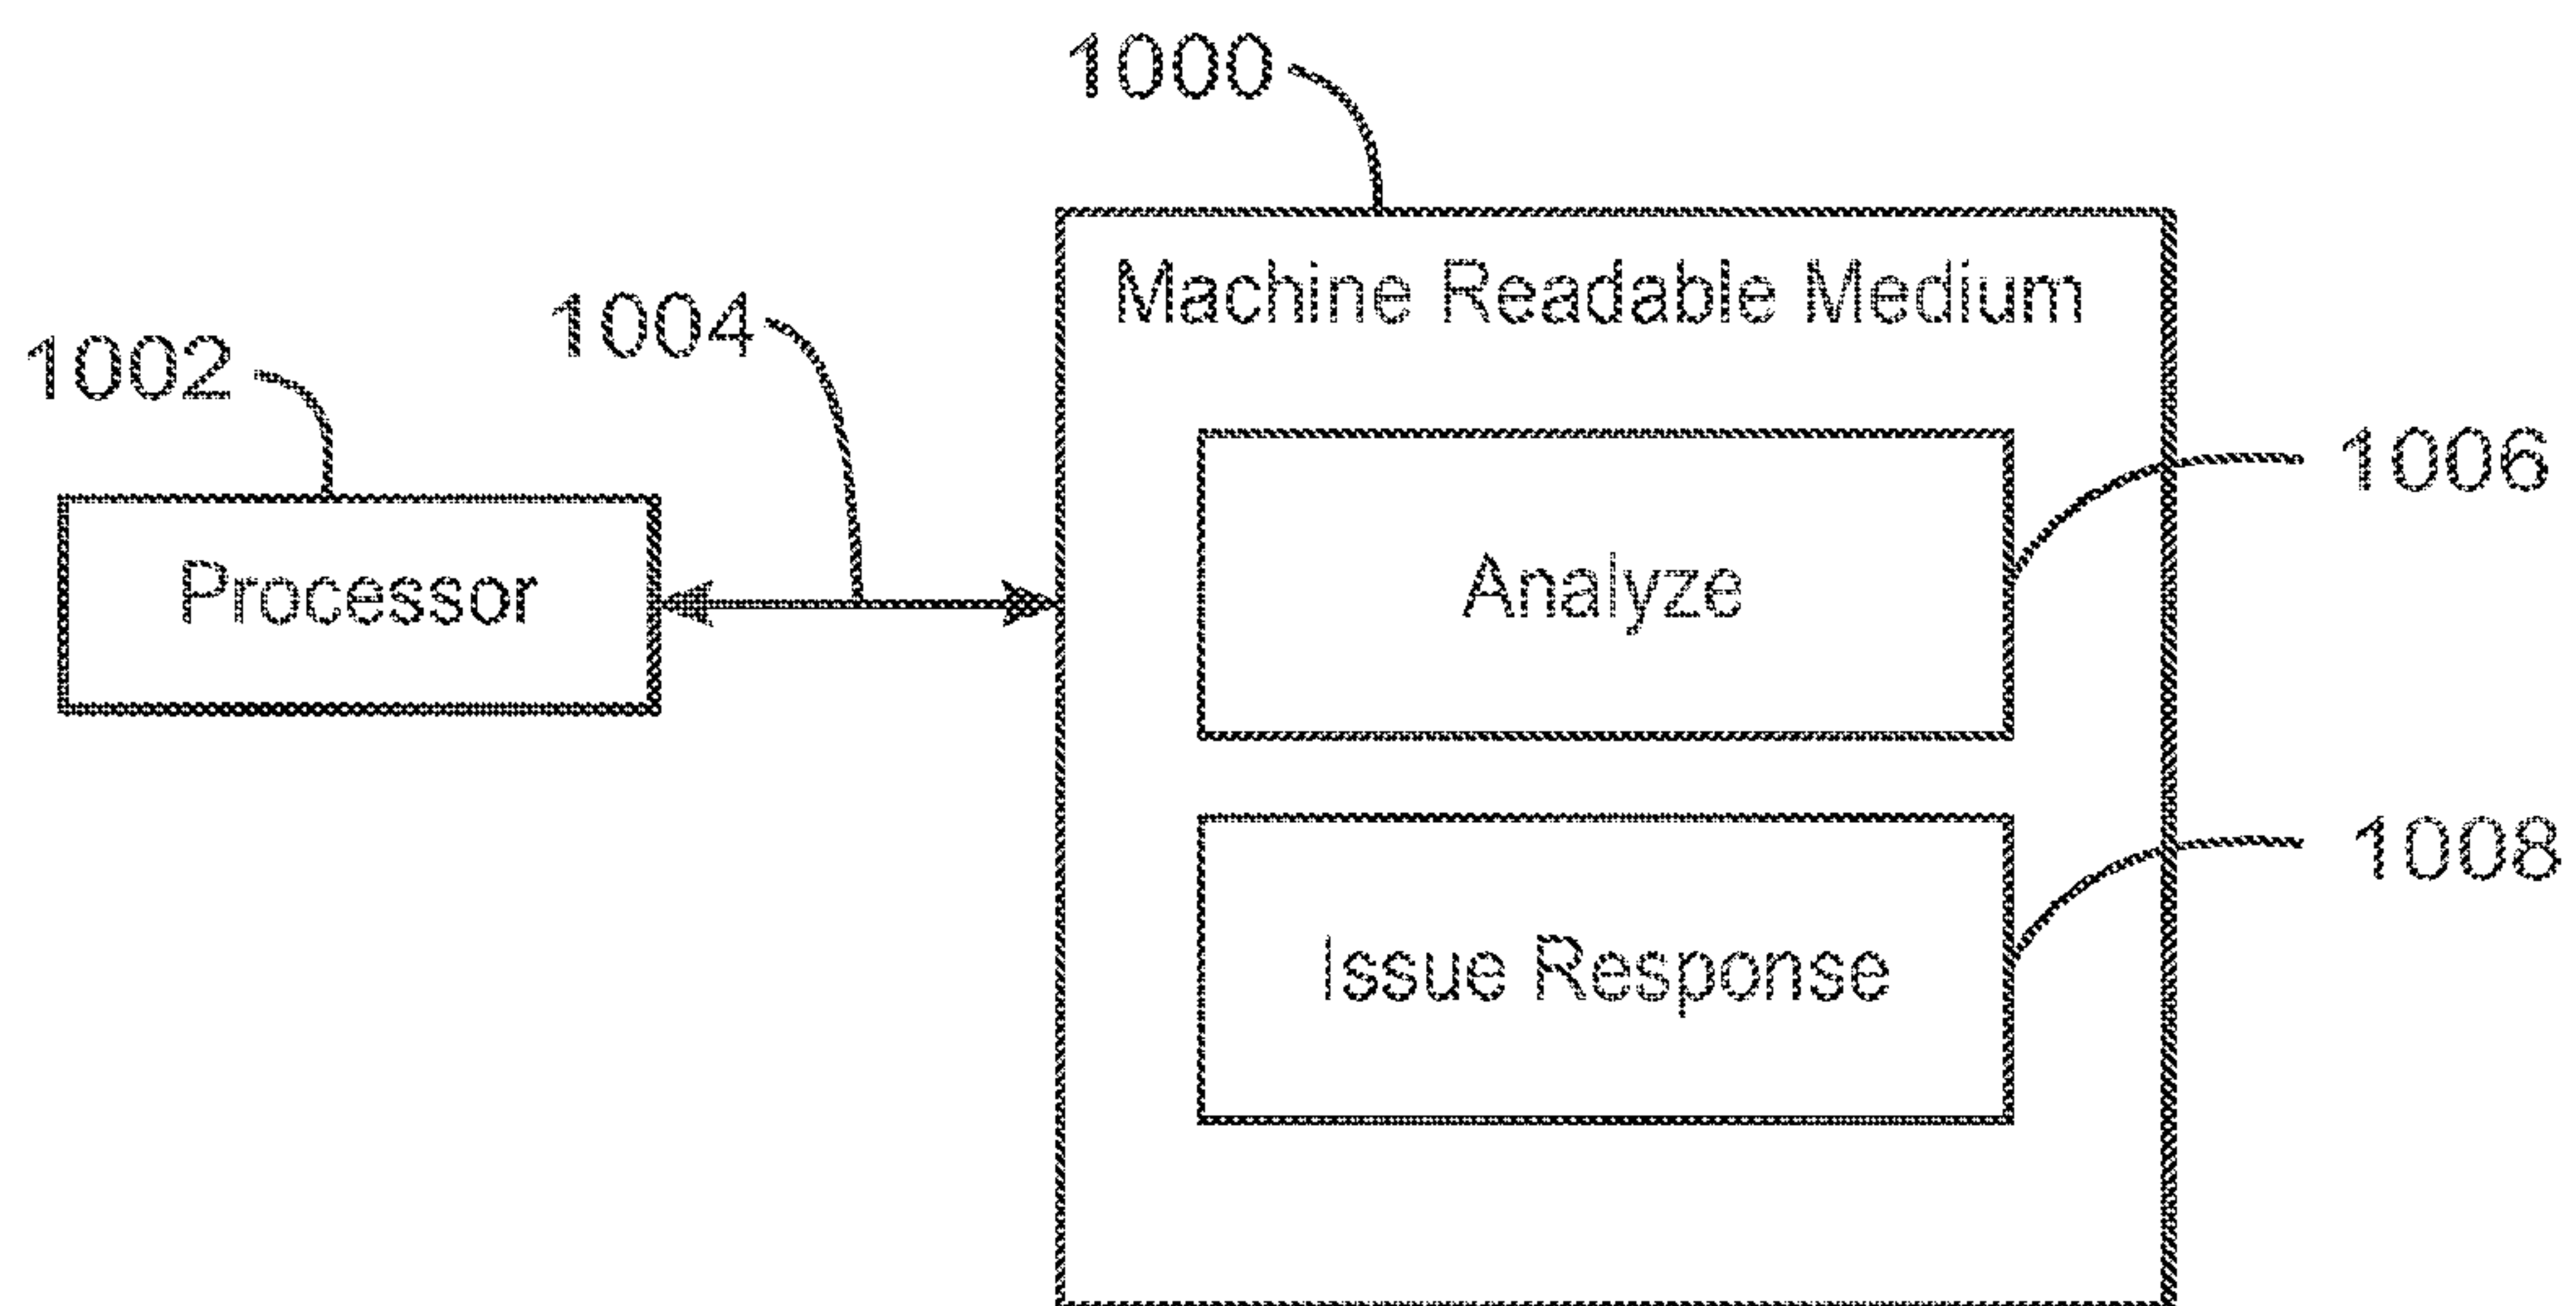 1000
Machine Readable Medium
1004
1002
1006
Processor
Analyze
1008
Issue Response